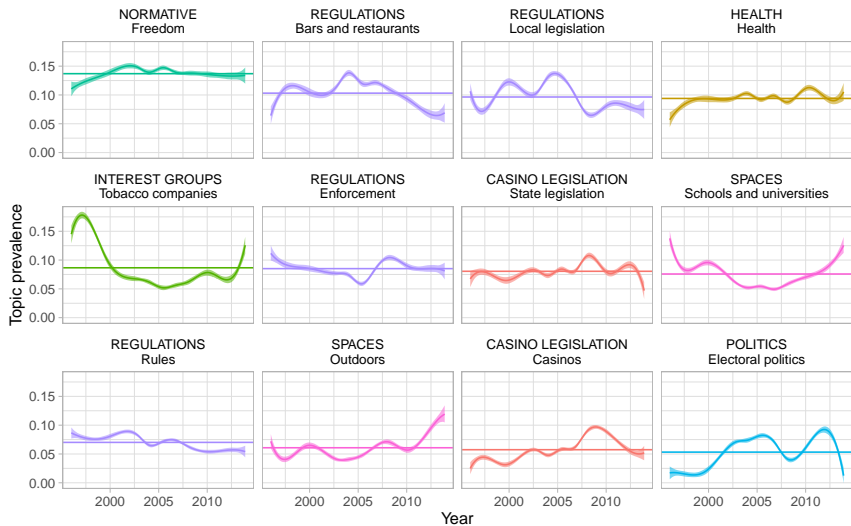 NORMATIVE
Freedom
REGULATIONS
Bars and restaurants
REGULATIONS
Local legislation
HEALTH
Health
0.15
0.10
0.05
0.00
INTEREST GROUPS
Tobacco companies
REGULATIONS
Enforcement
CASINO LEGISLATION
State legislation
SPACES
Schools and universities
0.15
0.10
0.05
0.00
Topic prevalence
REGULATIONS
Rules
SPACES
Outdoors
CASINO LEGISLATION
Casinos
POLITICS
Electoral politics
0.15
0.10
0.05
0.00
2000 2005 2010 2000 2005 2010 2000 2005 2010 2000 2005 2010
Year